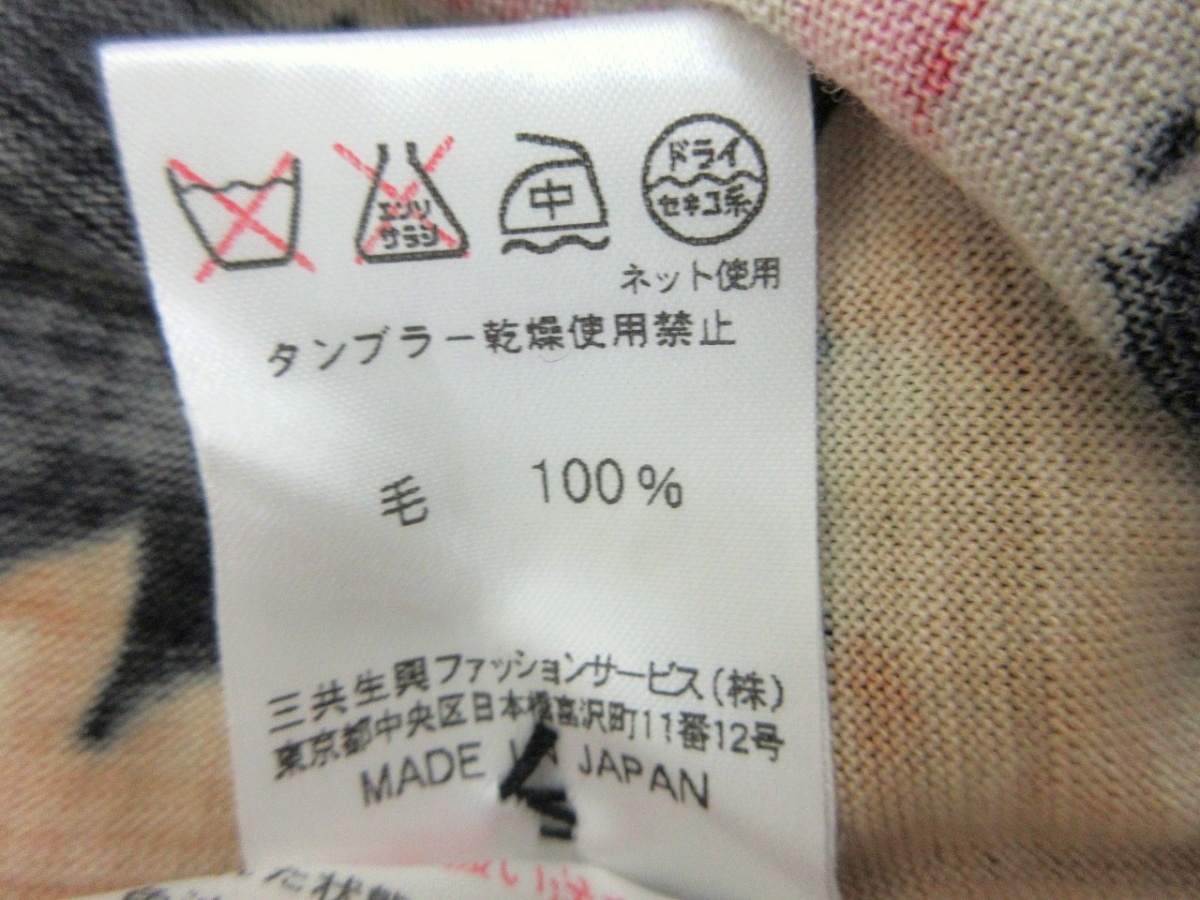 エンソ
サラシ
中
ドライ
セキユ系
ネット使用
タンブラー乾燥使用禁止
毛 100%
三共生興ファッションサービス(株)
東京都中央区日本橋富沢町11番12号
MADE IN JAPAN
た状態